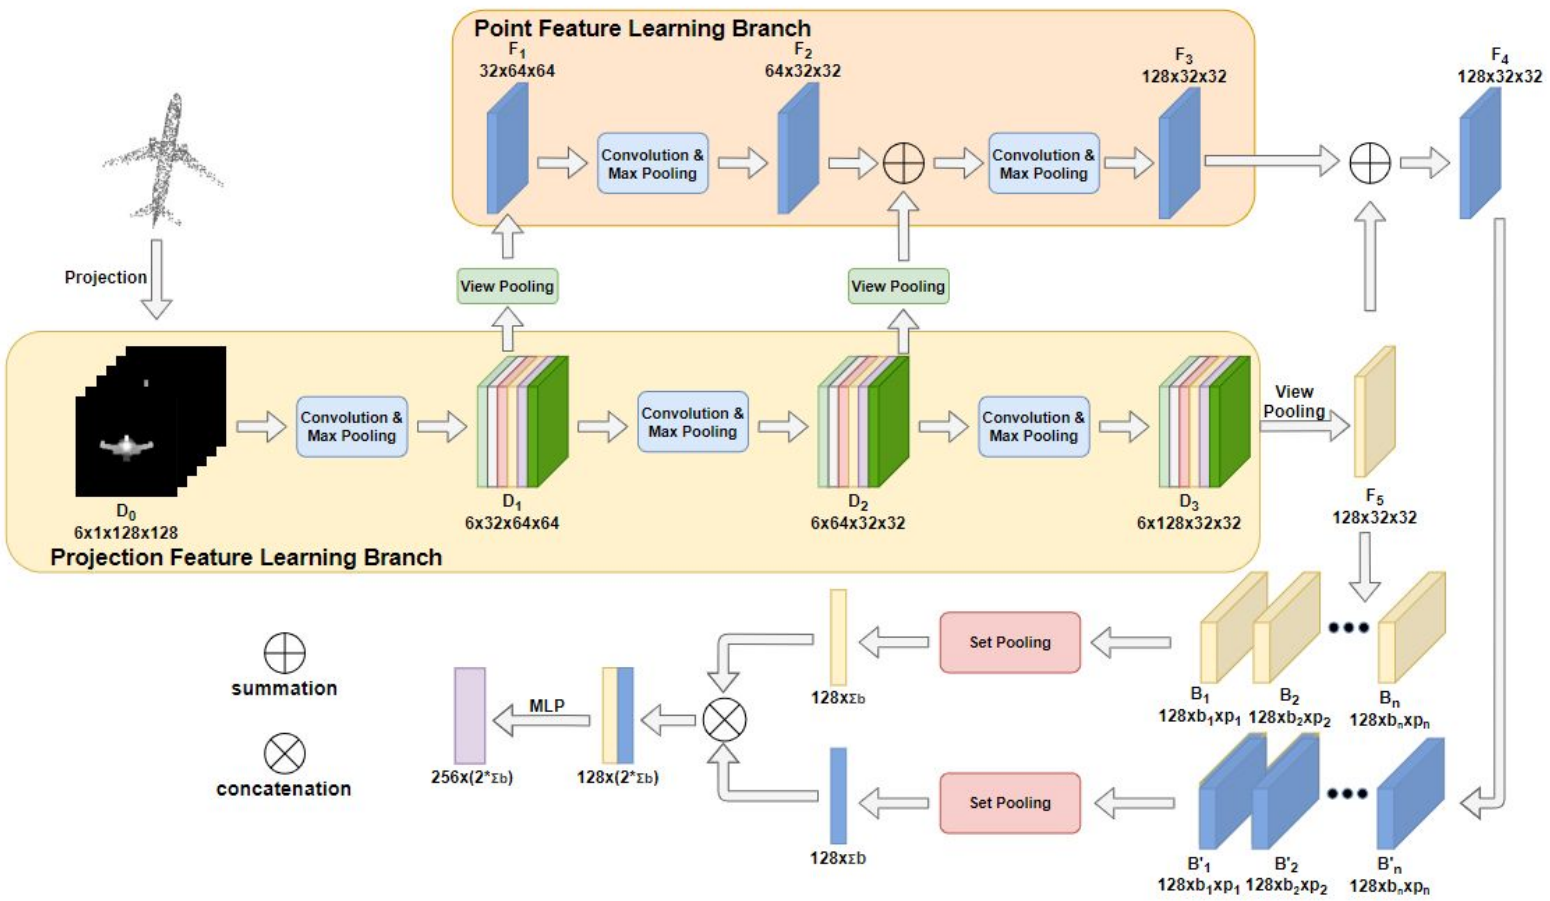 Point Feature Learning Branch
F1
32x64x64
F2
64x32x32
F3
128x32x32
F4
128x32x32
Convolution &
Max Pooling
Convolution &
Max Pooling
Projection
View Pooling
View Pooling
Convolution &
Max Pooling
Convolution &
Max Pooling
Convolution &
Max Pooling
View
Pooling
D0
6x1x128x128
D1
6x32x64x64
D2
6x64x32x32
D3
6x128x32x32
F5
128x32x32
Projection Feature Learning Branch
summation
concatenation
Set Pooling
128xΣb
B1
128xb1xp1
B2
128xb2xp2
Bn
128xbnxpn
MLP
256x(2*Σb)
128x(2*Σb)
Set Pooling
128xΣb
B'1
128xb1xp1
B'2
128xb2xp2
B'n
128xbnxpn